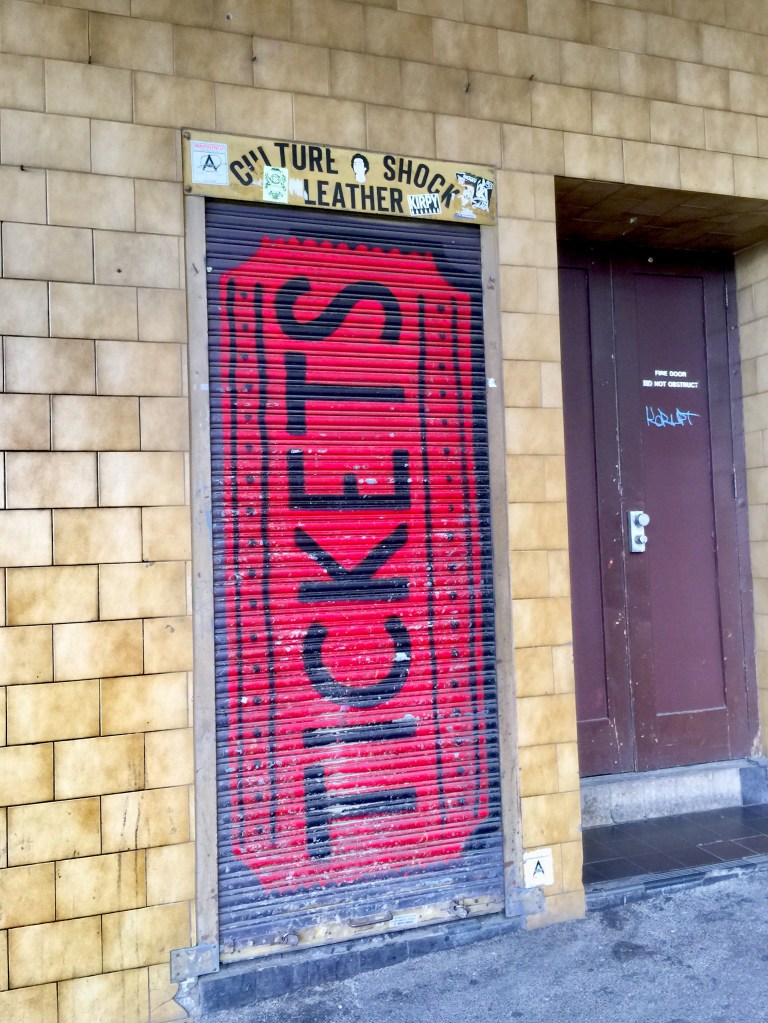 CULTURE SHOCK
LEATHER
KIRPY
TICKETS
FIRE DOOR
DO NOT OBSTRUCT
KORUPT
A
A